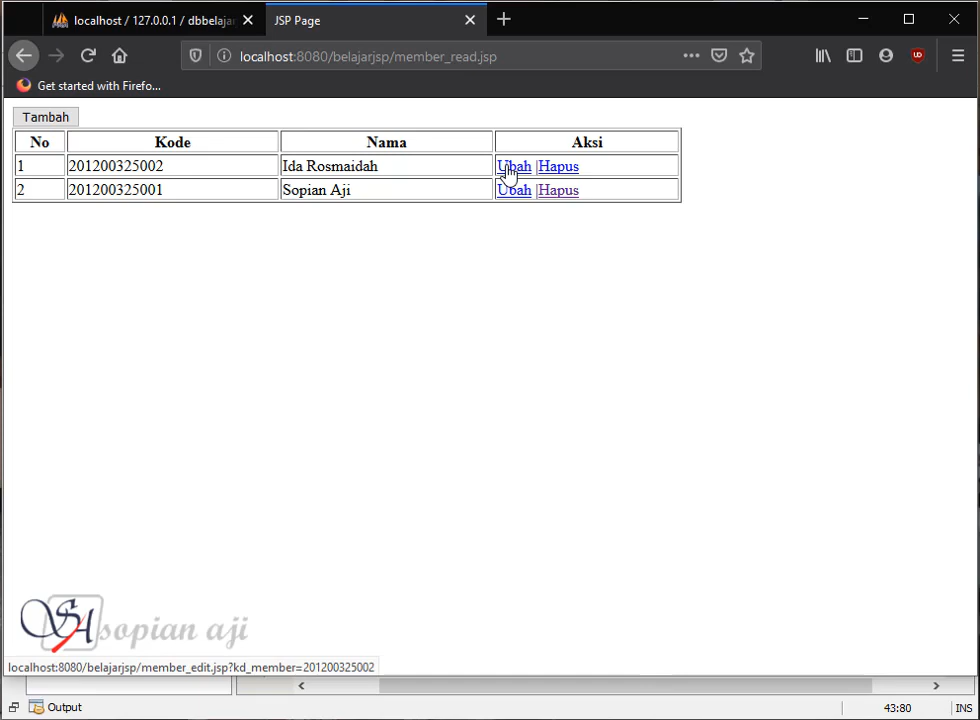 localhost / 127.0.0.1 / dbbelajar
JSP Page
localhost:8080/belajarjsp/member_read.jsp
Get started with Firefo...
Tambah
No Kode Nama Aksi
1 201200325002 Ida Rosmaidah Ubah |Hapus
2 201200325001 Sopian Aji Ubah |Hapus
SA sopian aji
localhost:8080/belajarjsp/member_edit.jsp?kd_member=201200325002
Output
43:80 INS